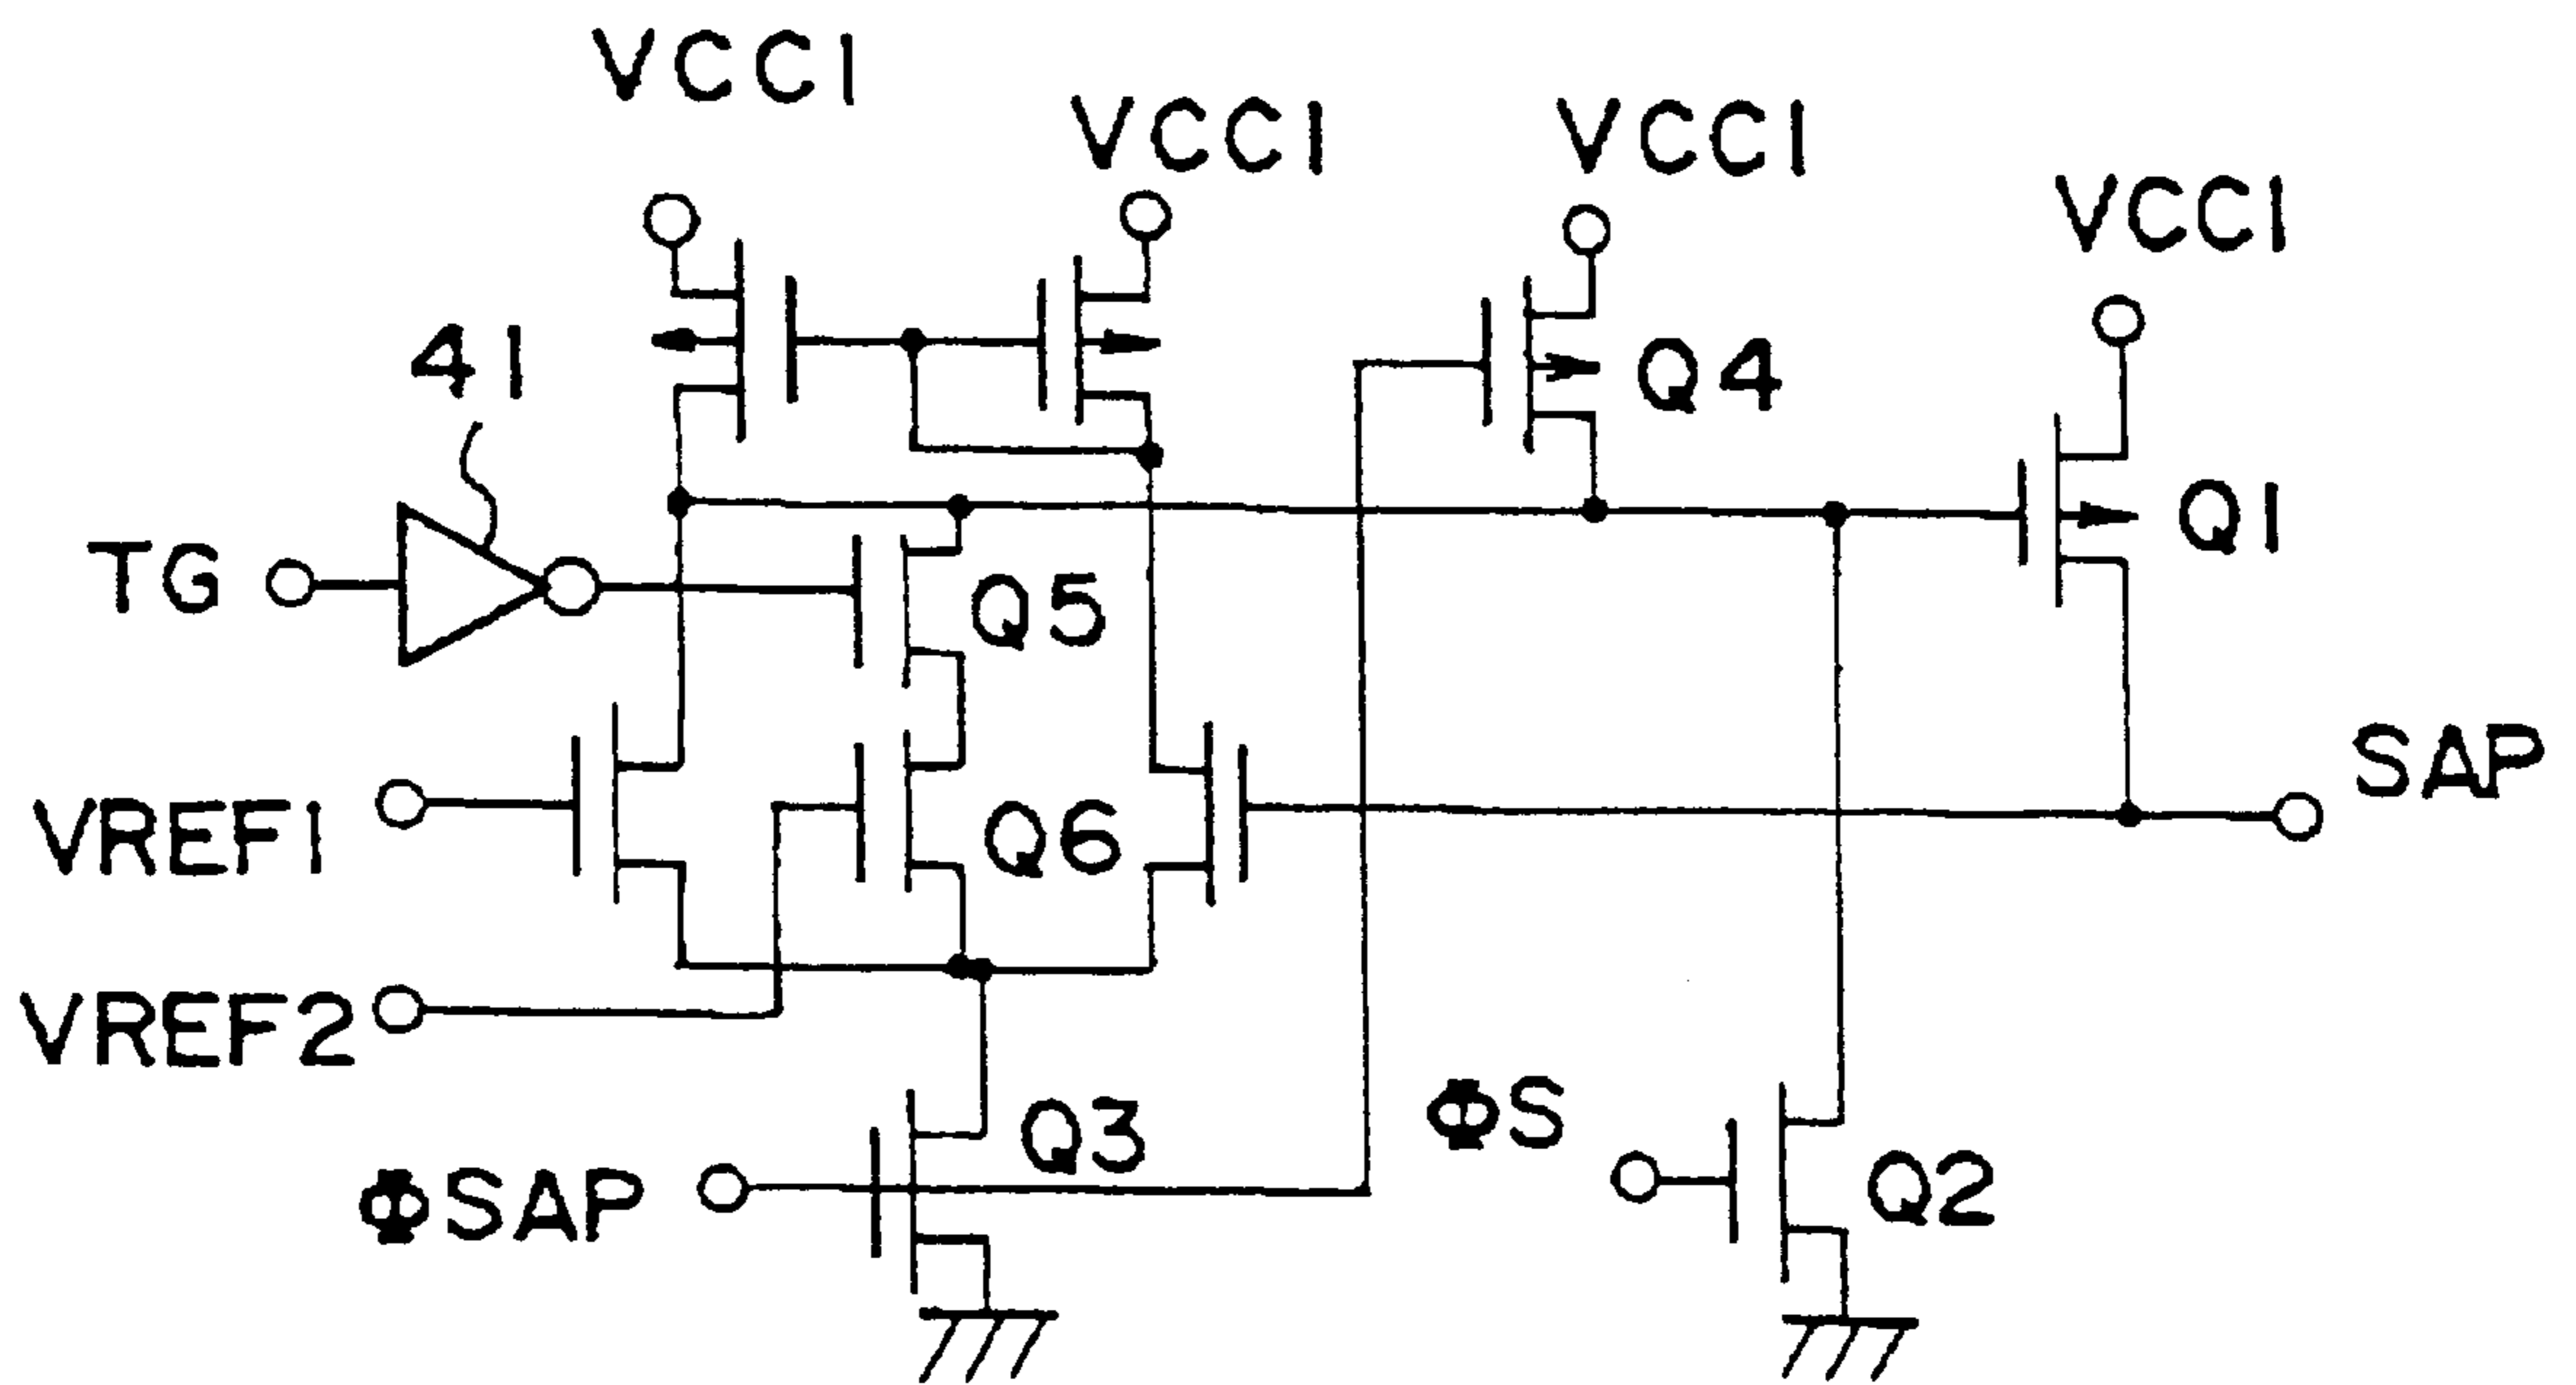 VCC1
VCC1
VCC1
VCC1
41
Q4
Q1
TG
Q5
SAP
VREF1
Q6
VREF2
ΦS
Q3
Q2
ΦSAP